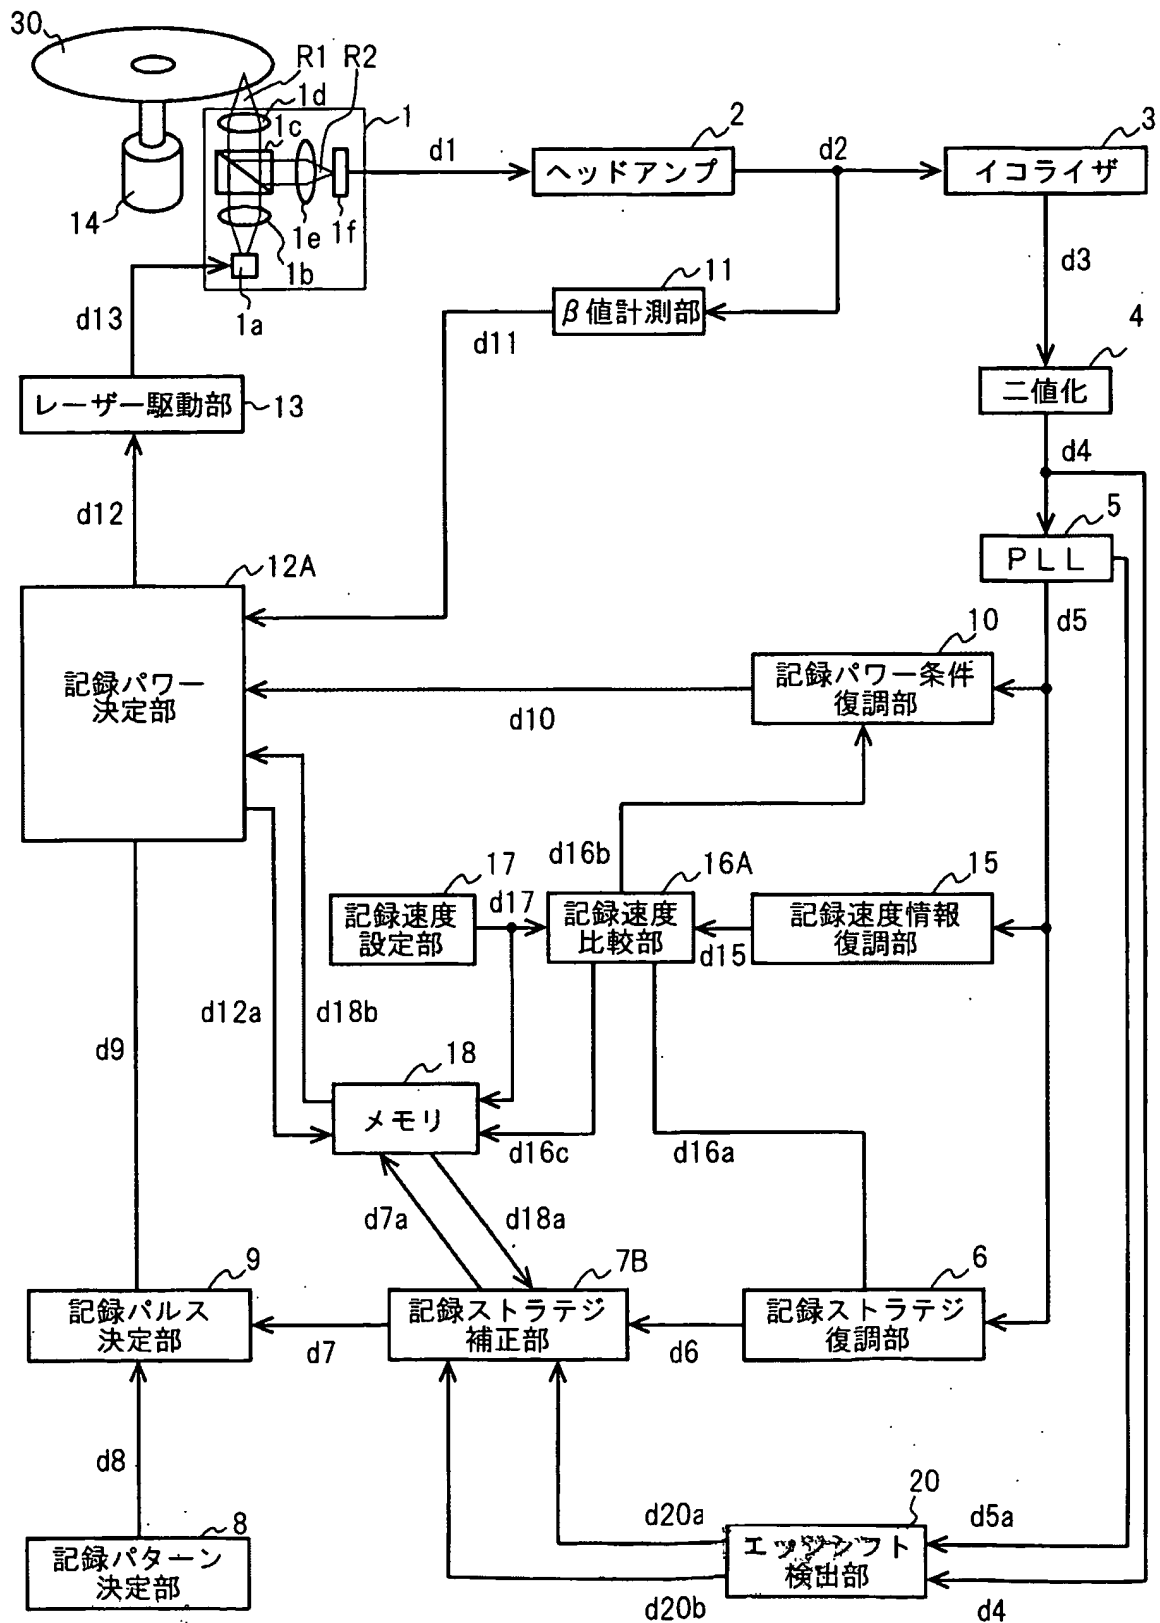 30
R1
R2
1d
1c
1
2
3
d1
ヘッドアンプ
d2
イコライザ
14
1e
1f
1b
1a
d3
11
β値計測部
d13
d11
4
二値化
レーザー駆動部
13
d4
d12
5
PLL
12A
d5
10
記録パワー
決定部
記録パワー条件
復調部
d10
d16b
17
16A
15
記録速度
設定部
d17
記録速度
比較部
d15
記録速度情報
復調部
d12a
d18b
d9
18
メモリ
d16c
d16a
d7a
d18a
9
7B
6
記録パルス
決定部
d7
記録ストラテジ
補正部
d6
記録ストラテジ
復調部
d8
8
記録パターン
決定部
d20a
20
d5a
検出部
d20b
d4